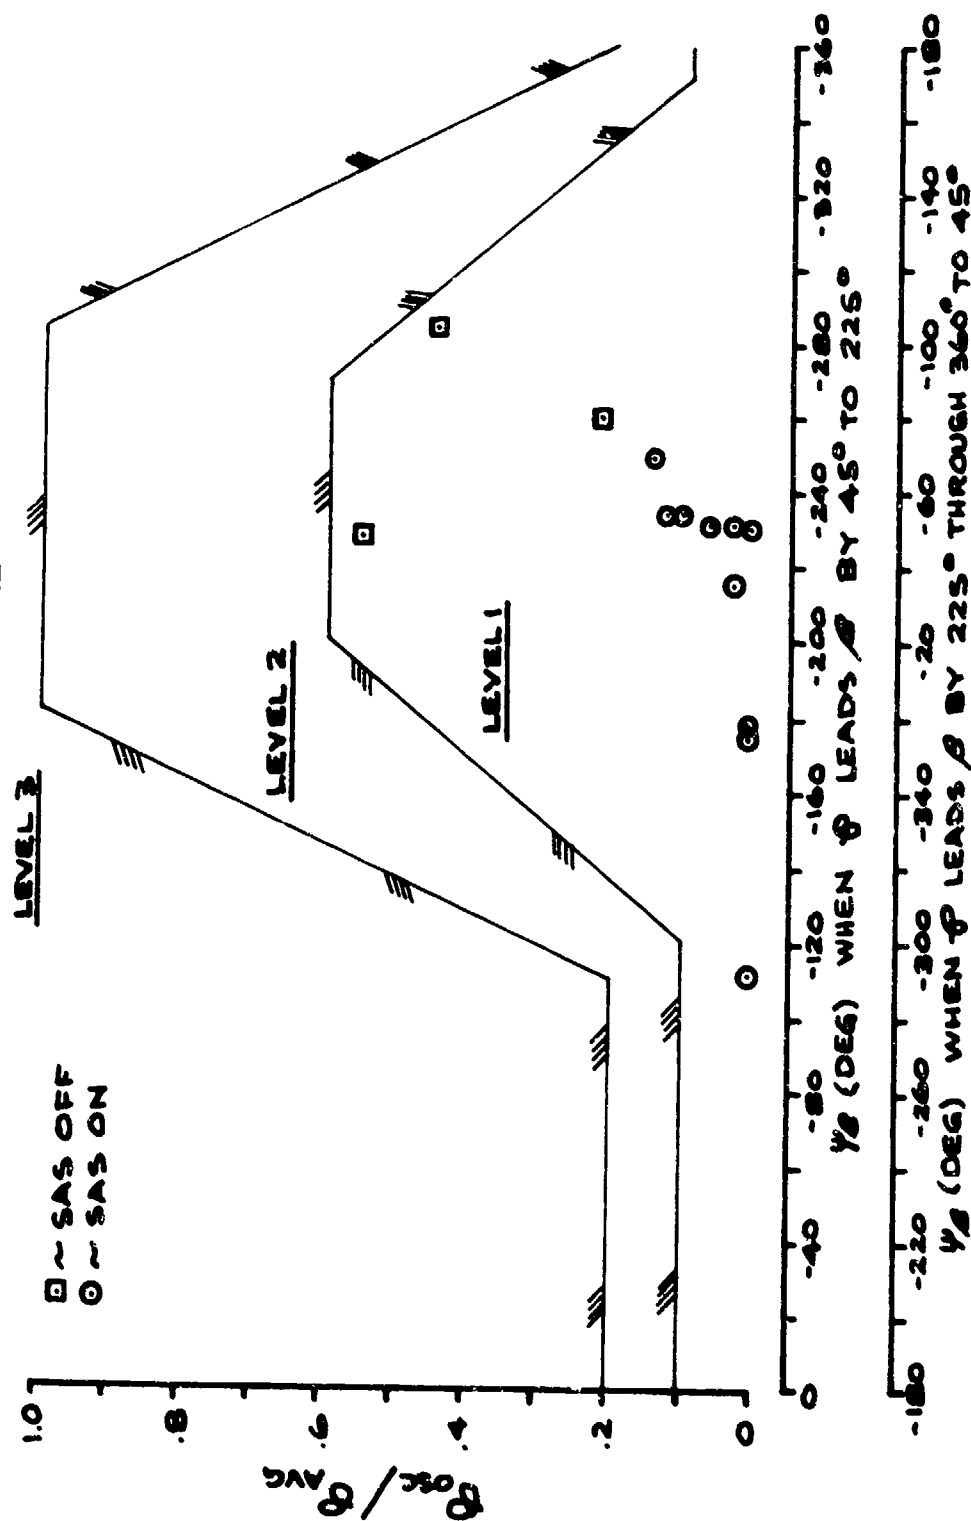 LEVEL 3
LEVEL 2
LEVEL 1
⊡ ~ SAS OFF
⊙ ~ SAS ON
1.0
.8
.6
.4
.2
0
φOSC/φAVG
0 -40 -80 -120 -160 -200 -240 -280 -320 -360
ψβ (DEG) WHEN φ LEADS β BY 45° TO 225°
-180 -220 -260 -300 -340 -20 -60 -100 -140 -180
ψβ (DEG) WHEN φ LEADS β BY 225° THROUGH 360° TO 45°